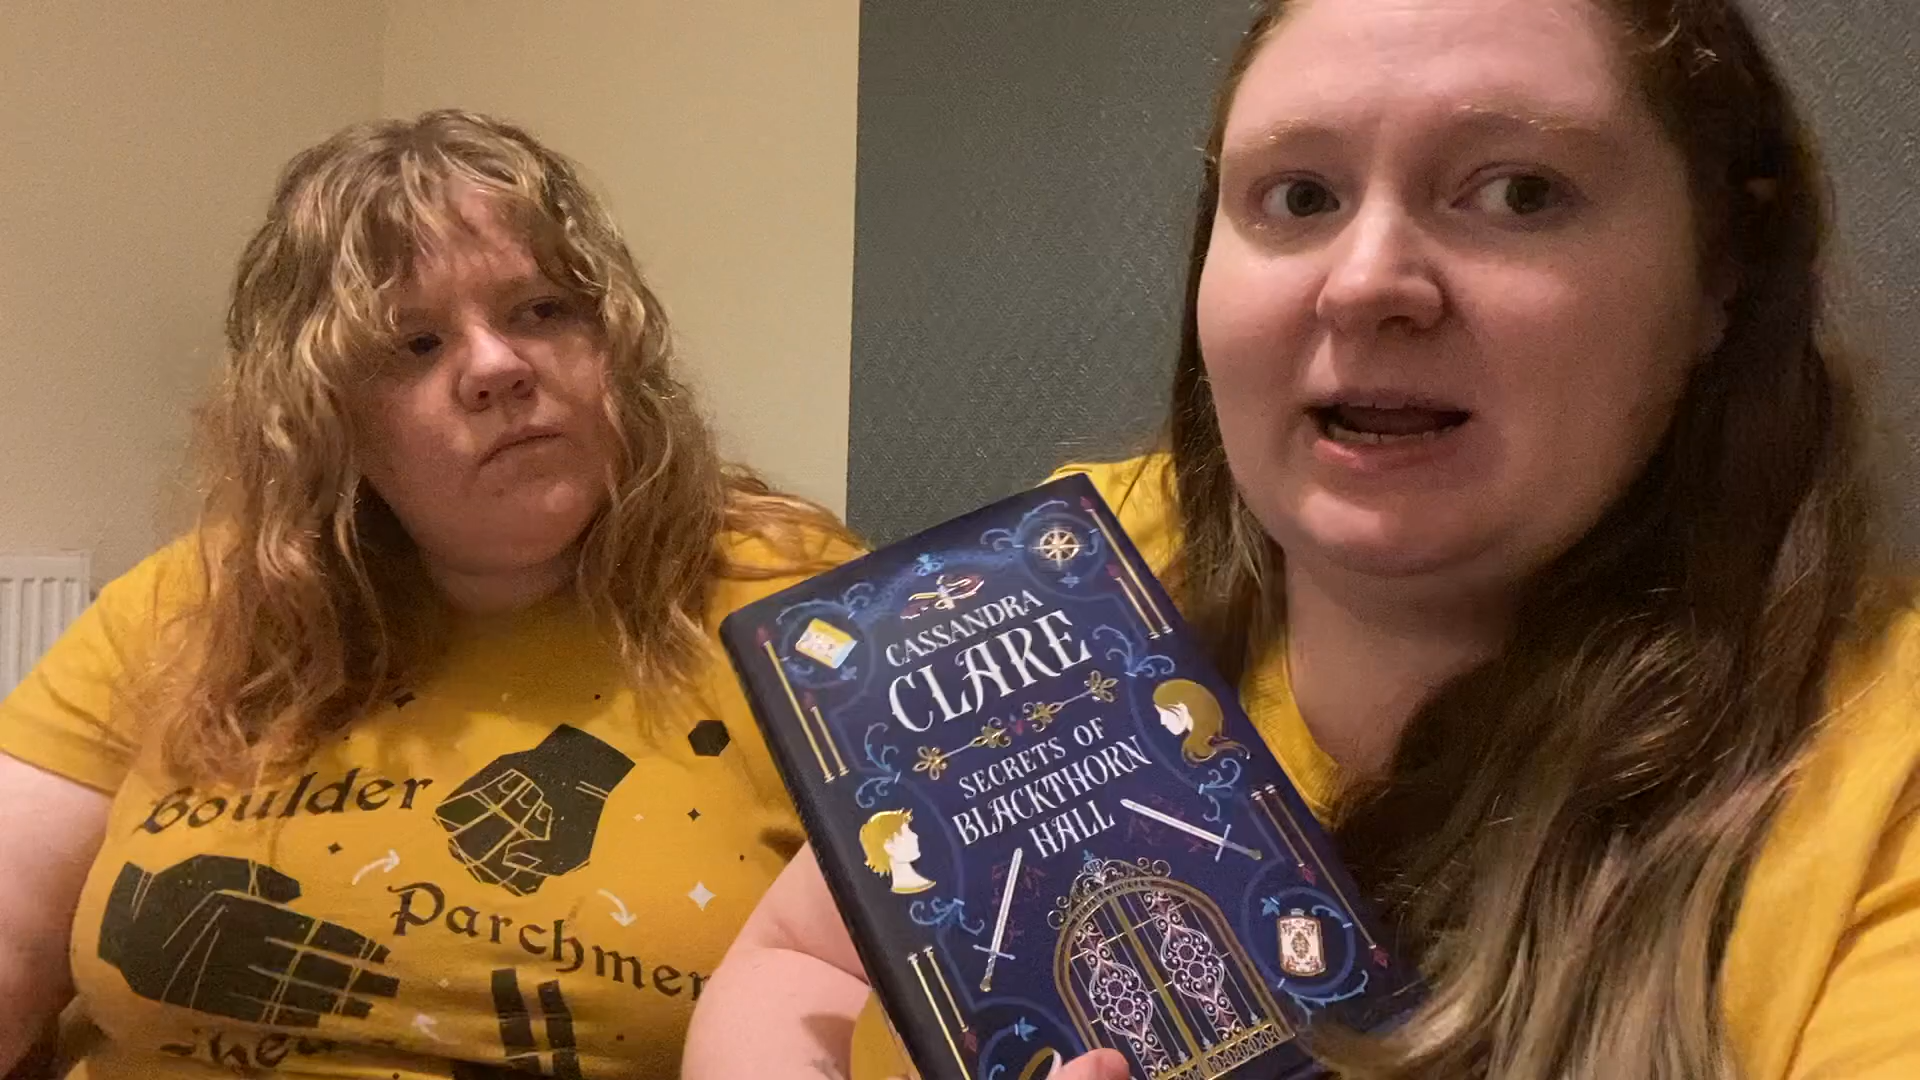 CASSANDRA
CLARE
SECRETS OF
BLACKTHORN
HALL
Boulder
Parchmen